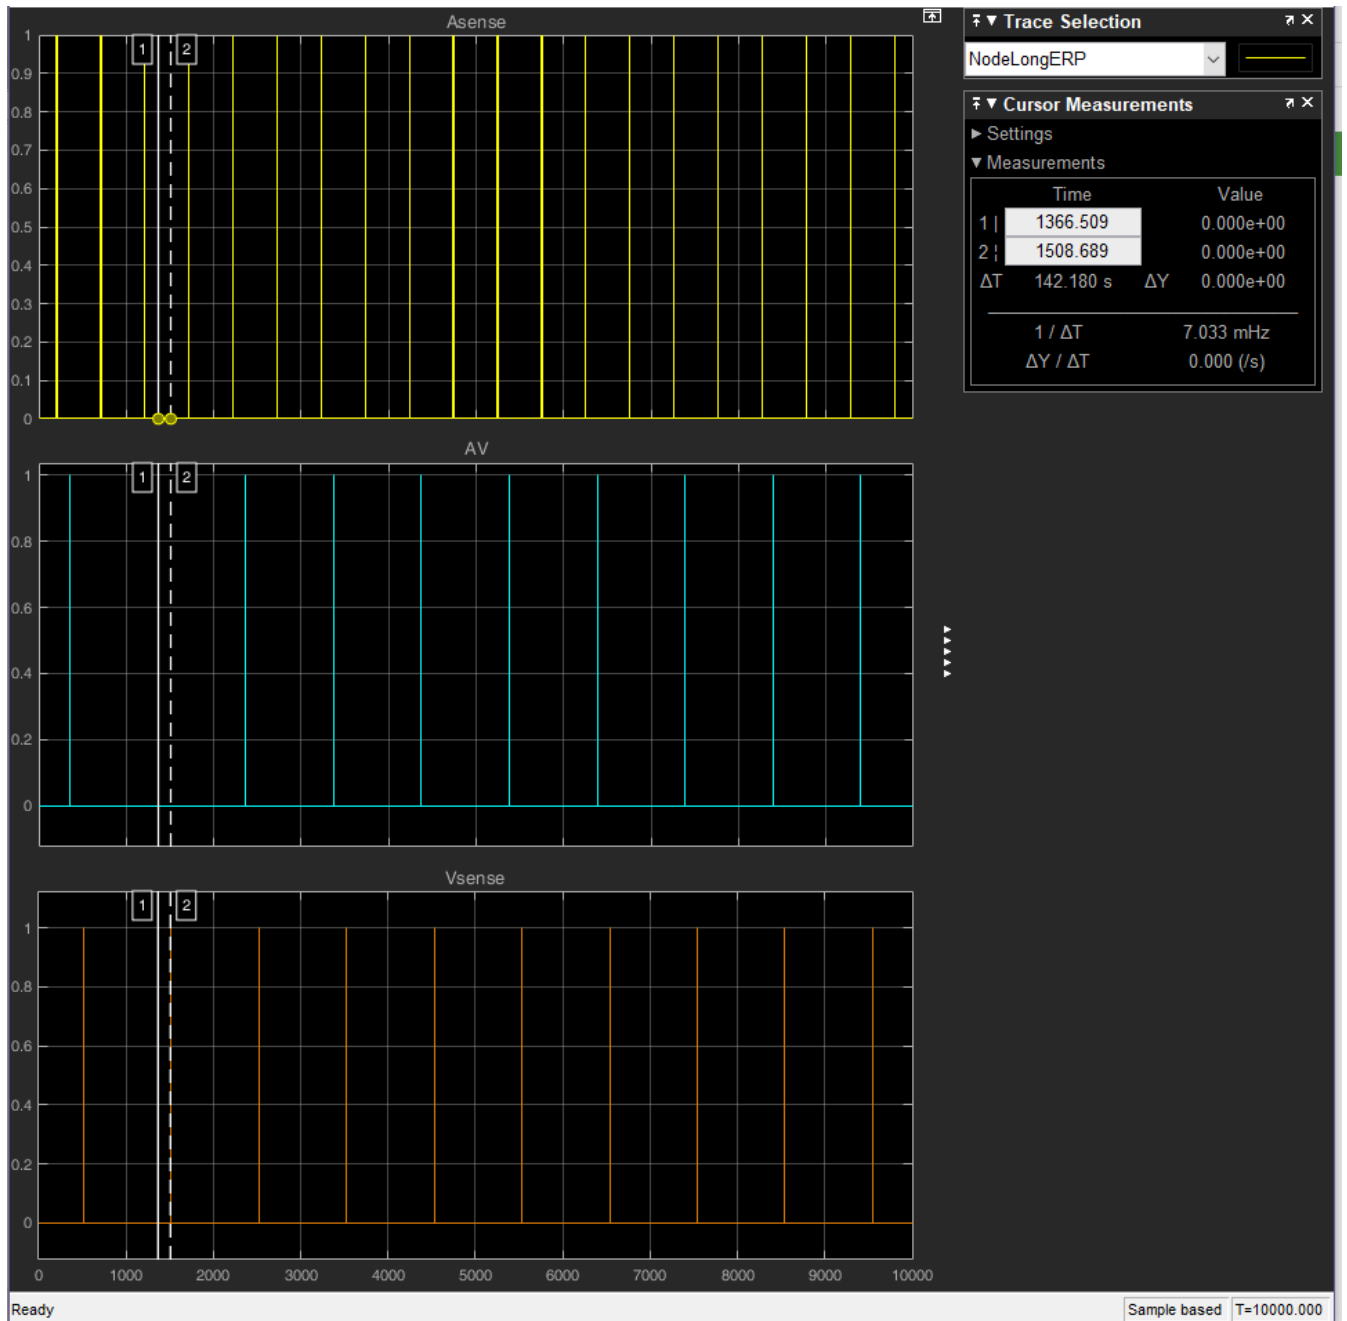 Asense
1
0.9
0.8
0.7
0.6
0.5
0.4
0.3
0.2
0.1
0
1 2
AV
1
0.8
0.6
0.4
0.2
0
1 2
Vsense
1
0.8
0.6
0.4
0.2
0
1 2
0 1000 2000 3000 4000 5000 6000 7000 8000 9000 10000
Trace Selection
NodeLongERP
Cursor Measurements
Settings
Measurements
Time Value
1 | 1366.509 0.000e+00
2 ¦ 1508.689 0.000e+00
ΔT 142.180 s ΔY 0.000e+00
1 / ΔT 7.033 mHz
ΔY / ΔT 0.000 (/s)
Ready
Sample based T=10000.000